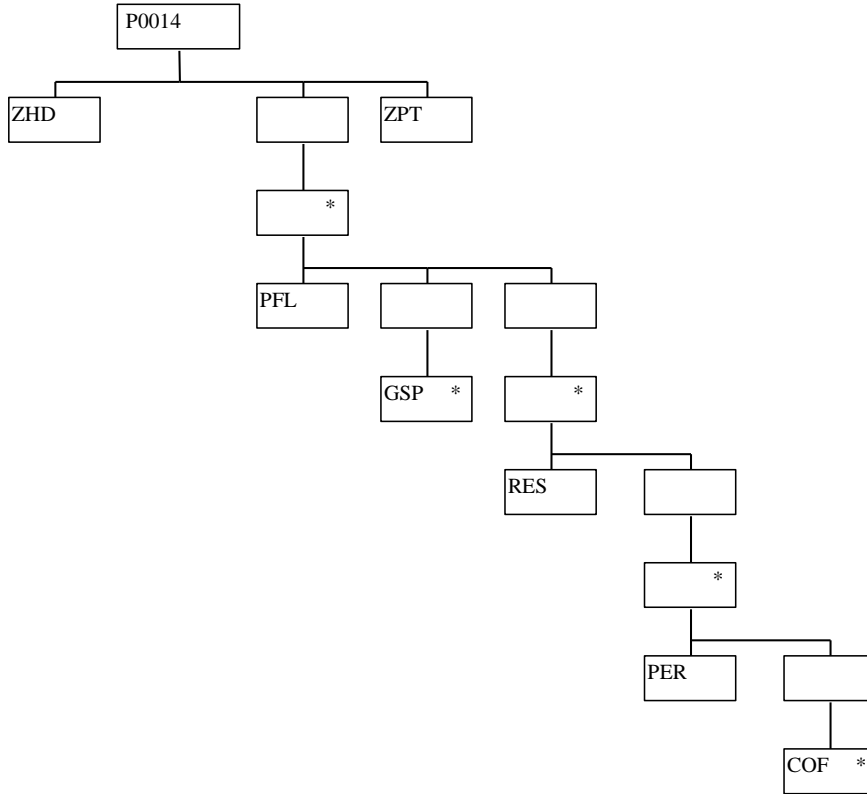 P0014
ZHD
ZPT
*
PFL
GSP *
*
RES
*
PER
COF *